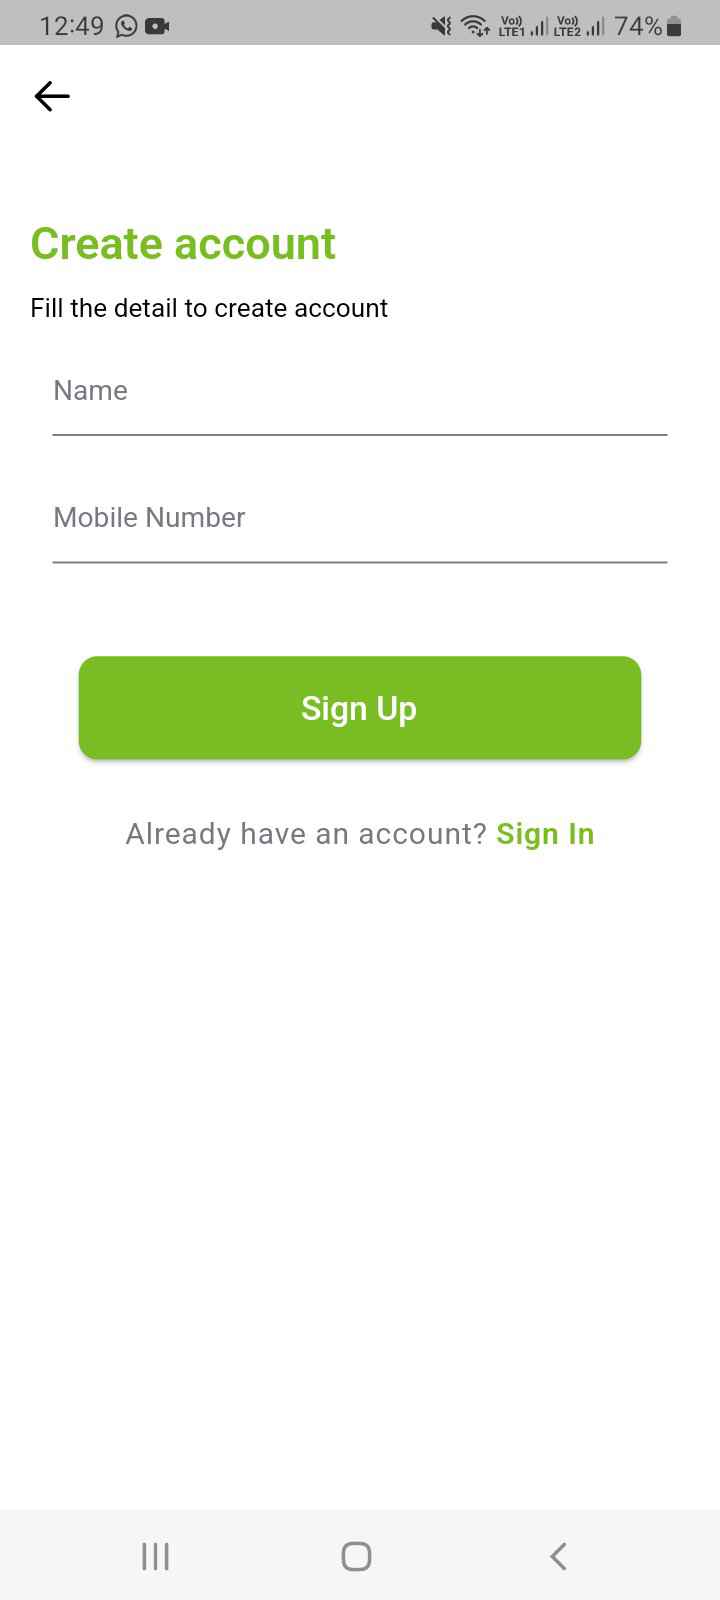 12:49 Vo)) LTE1 Vo)) LTE2 74%
Create account
Fill the detail to create account
Name
Mobile Number
Sign Up
Already have an account? Sign In